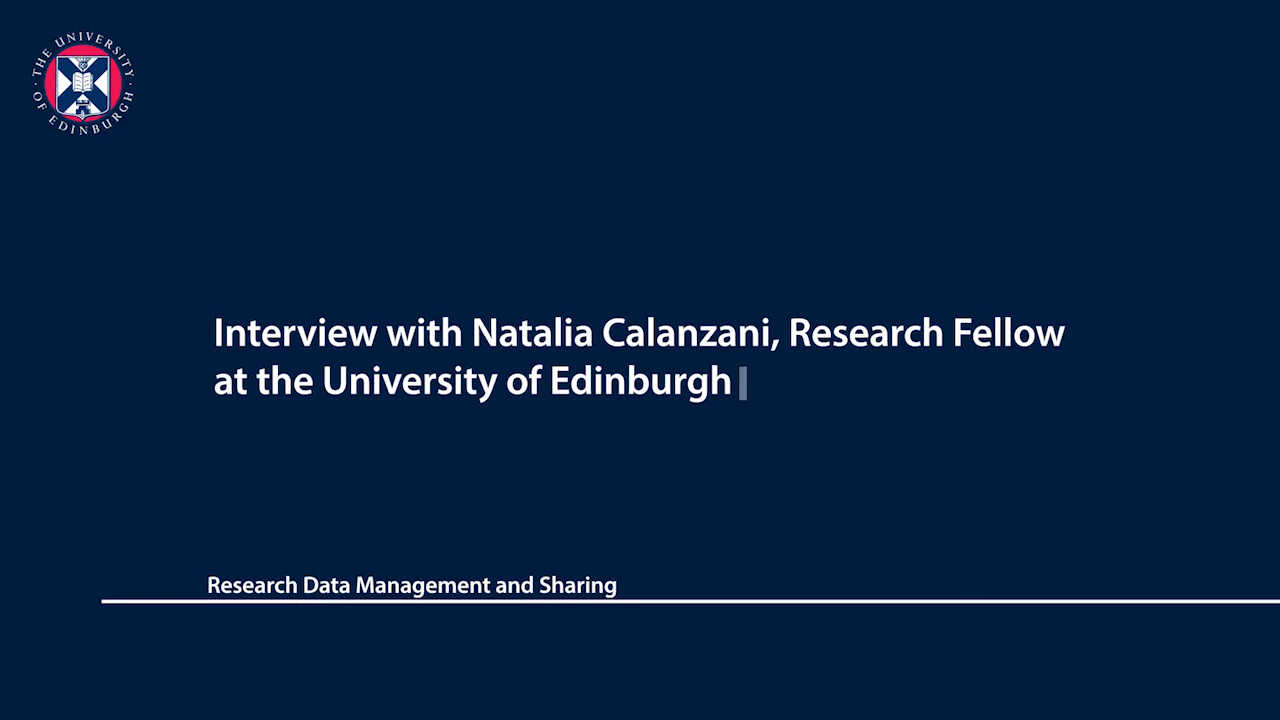 THE UNIVERSITY
OF EDINBURGH
Interview with Natalia Calanzani, Research Fellow
at the University of Edinburgh
Research Data Management and Sharing